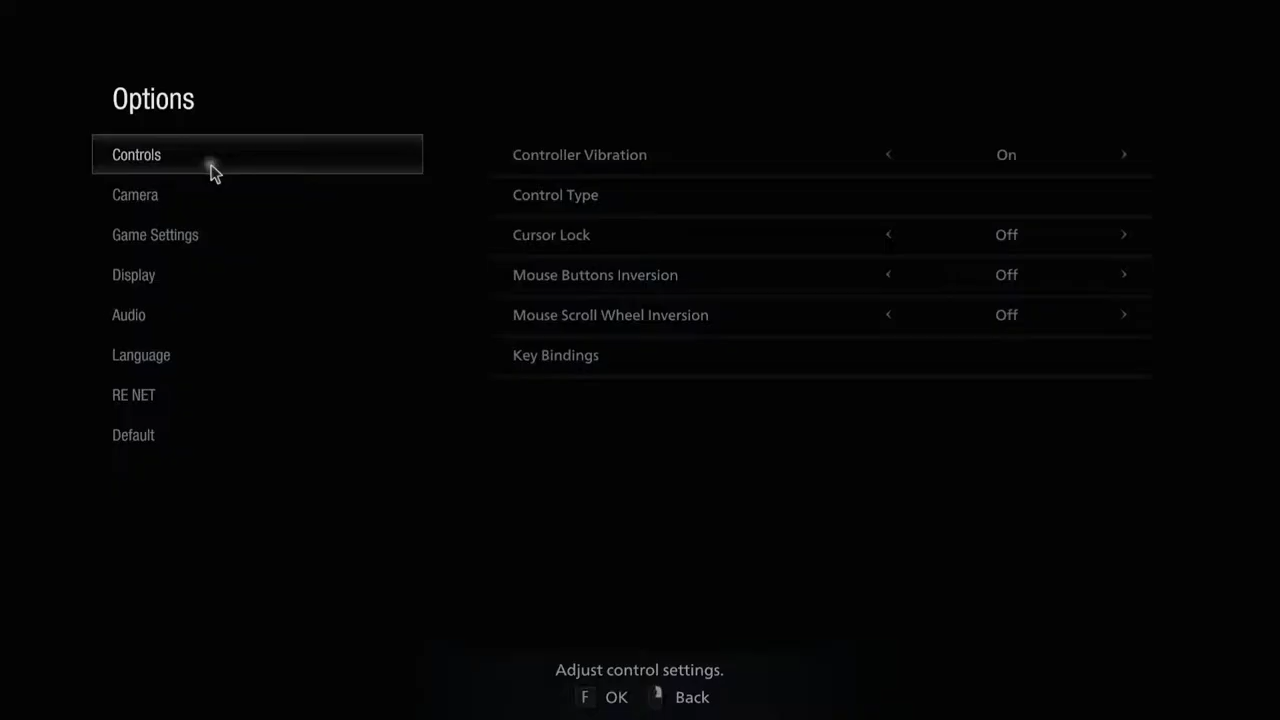 Options
Controls
Camera
Game Settings
Display
Audio
Language
RE NET
Default
Controller Vibration < On >
Control Type
Cursor Lock < Off >
Mouse Buttons Inversion < Off >
Mouse Scroll Wheel Inversion < Off >
Key Bindings
Adjust control settings.
F OK Back